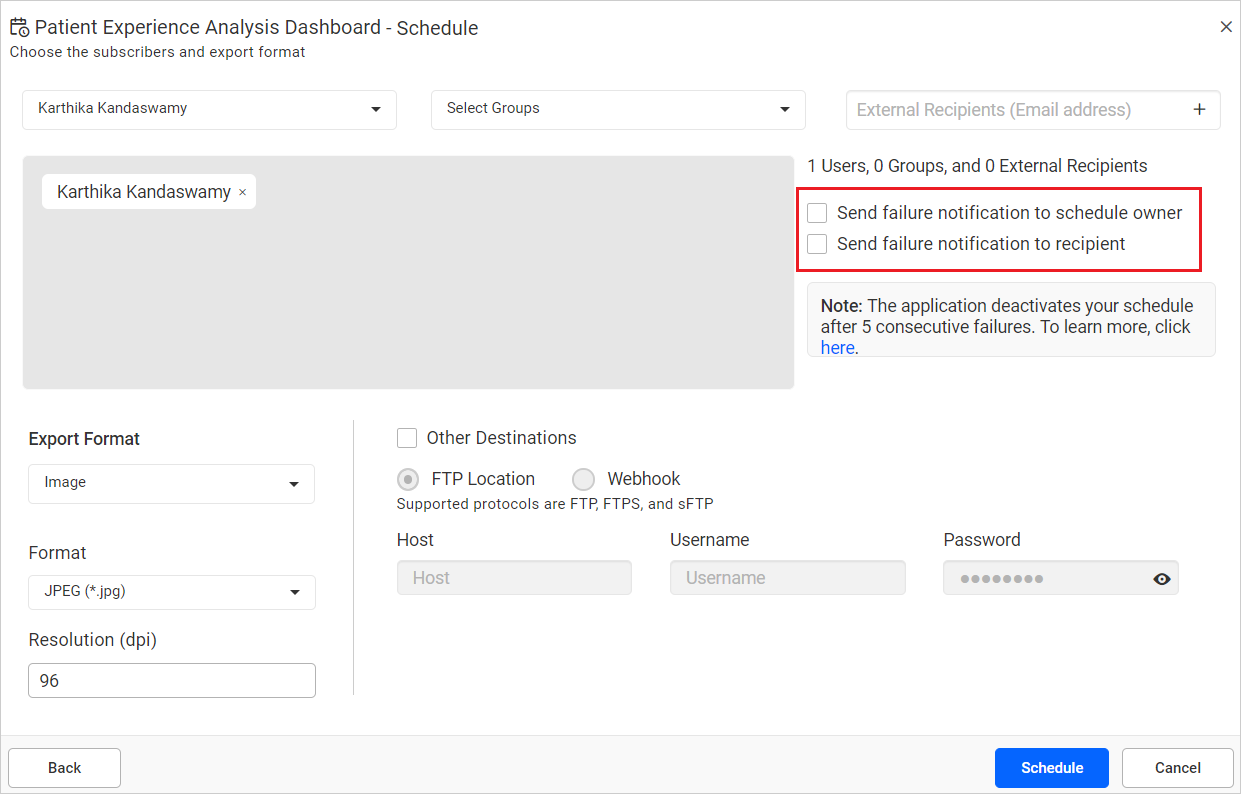 Patient Experience Analysis Dashboard - Schedule
Choose the subscribers and export format
Karthika Kandaswamy
Select Groups
External Recipients (Email address)
Karthika Kandaswamy ×
1 Users, 0 Groups, and 0 External Recipients
Send failure notification to schedule owner
Send failure notification to recipient
Note: The application deactivates your schedule
after 5 consecutive failures. To learn more, click
here.
Export Format
Image
Format
JPEG (*.jpg)
Resolution (dpi)
96
Other Destinations
FTP Location
Webhook
Supported protocols are FTP, FTPS, and sFTP
Host
Username
Password
Host
Username
●●●●●●●●
Back
Schedule
Cancel